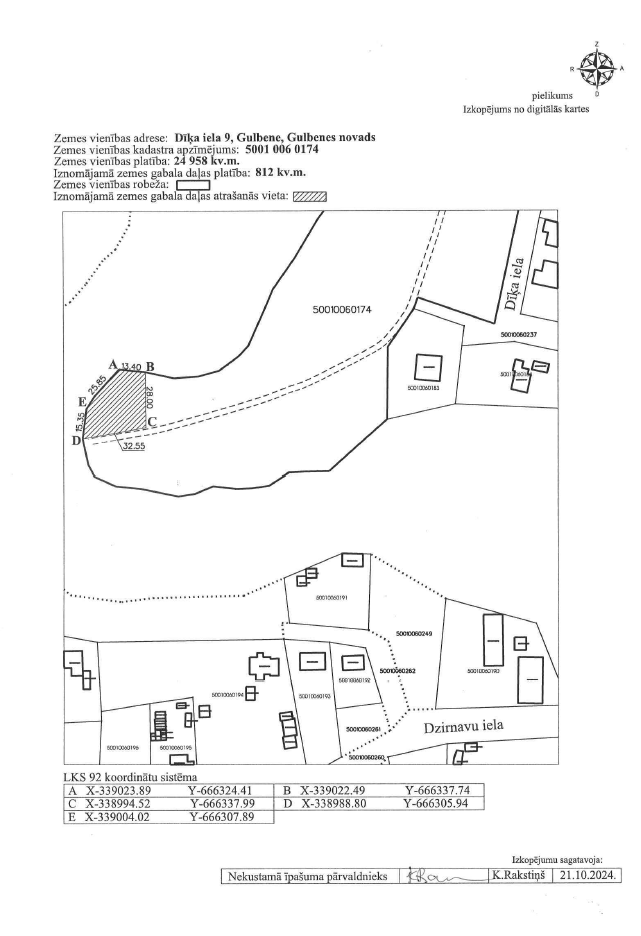 Z
R A
D
pielikums
Izkopējums no digitālās kartes
Zemes vienības adrese: Dīķa iela 9, Gulbene, Gulbenes novads
Zemes vienības kadastra apzīmējums: 5001 006 0174
Zemes vienības platība: 24 958 kv.m.
Iznomājamā zemes gabala daļas platība: 812 kv.m.
Zemes vienības robeža:
Iznomājamā zemes gabala daļas atrašanās vieta:
Dīķa iela
50010060174
50010060237
A 13.40 B
25.85
28.00
E
15.35
C
D
32.55
50010060183
50010060191
50010060249
50010060262
50010060190
50010060192
50010060194
50010060193
50010060261
Dzirnavu iela
50010060196
50010060195
50010060260
LKS 92 koordinātu sistēma
A X-339023.89 Y-666324.41 B X-339022.49 Y-666337.74
C X-338994.52 Y-666337.99 D X-338988.80 Y-666305.94
E X-339004.02 Y-666307.89
Izkopējumu sagatavoja:
Nekustamā īpašuma pārvaldnieks K.Rakstiņš 21.10.2024.